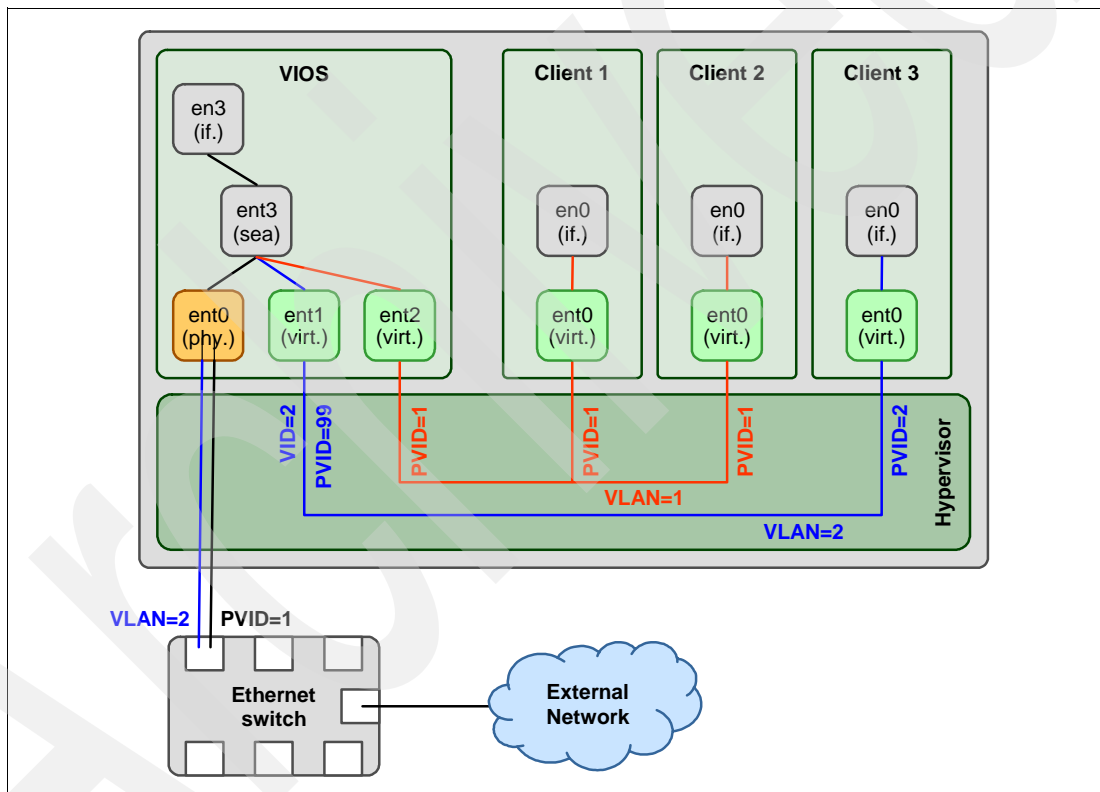 VIOS
Client 1
Client 2
Client 3
en3
(if.)
ent3
(sea)
en0
(if.)
en0
(if.)
en0
(if.)
ent0
(phy.)
ent1
(virt.)
ent2
(virt.)
ent0
(virt.)
ent0
(virt.)
ent0
(virt.)
VID=2
PVID=99
PVID=1
PVID=1
PVID=1
PVID=2
VLAN=1
VLAN=2
Hypervisor
VLAN=2
PVID=1
Ethernet
switch
External
Network